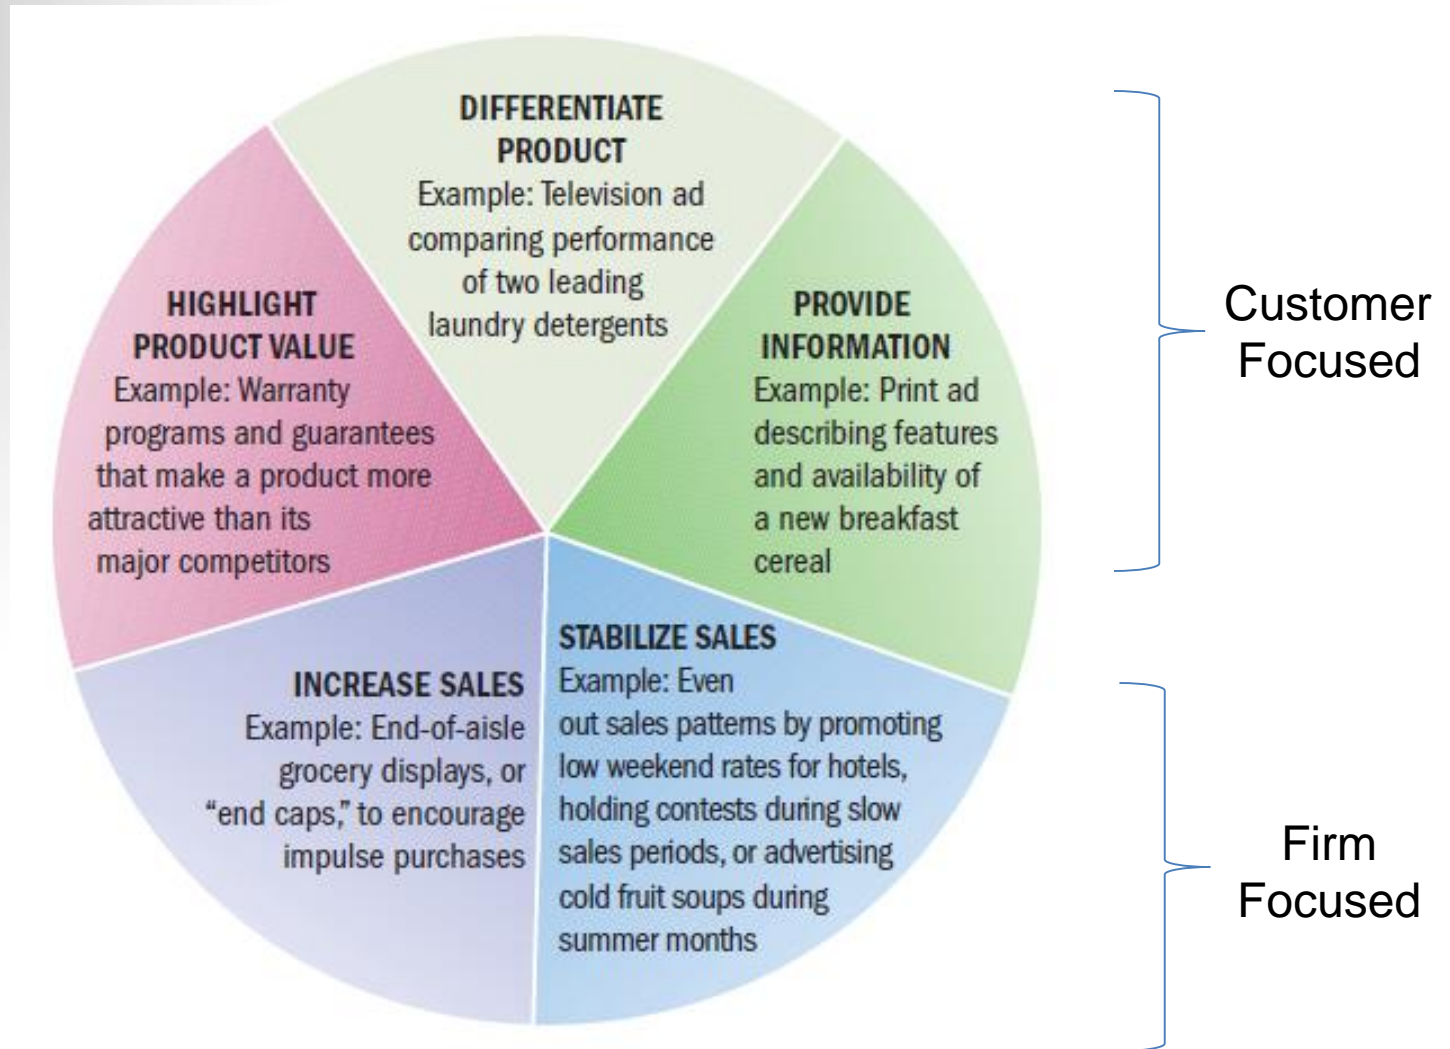 DIFFERENTIATE
PRODUCT
Example: Television ad
comparing performance
of two leading
laundry detergents
HIGHLIGHT
PRODUCT VALUE
Example: Warranty
programs and guarantees
that make a product more
attractive than its
major competitors
PROVIDE
INFORMATION
Example: Print ad
describing features
and availability of
a new breakfast
cereal
INCREASE SALES
Example: End-of-aisle
grocery displays, or
“end caps,” to encourage
impulse purchases
STABILIZE SALES
Example: Even
out sales patterns by promoting
low weekend rates for hotels,
holding contests during slow
sales periods, or advertising
cold fruit soups during
summer months
Customer
Focused
Firm
Focused